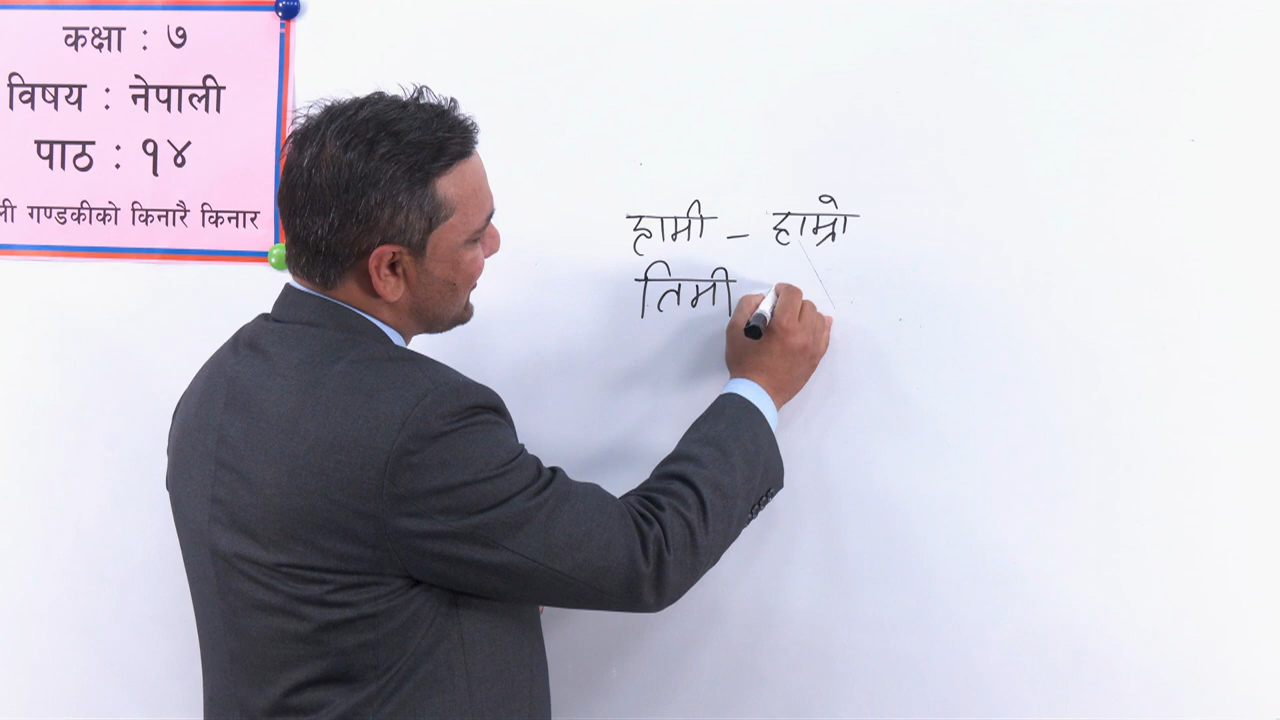 कक्षा : ७
विषय : नेपाली
पाठ : १४
गण्डकीको किनारै किनार
हामी – हाम्रो
तिमी